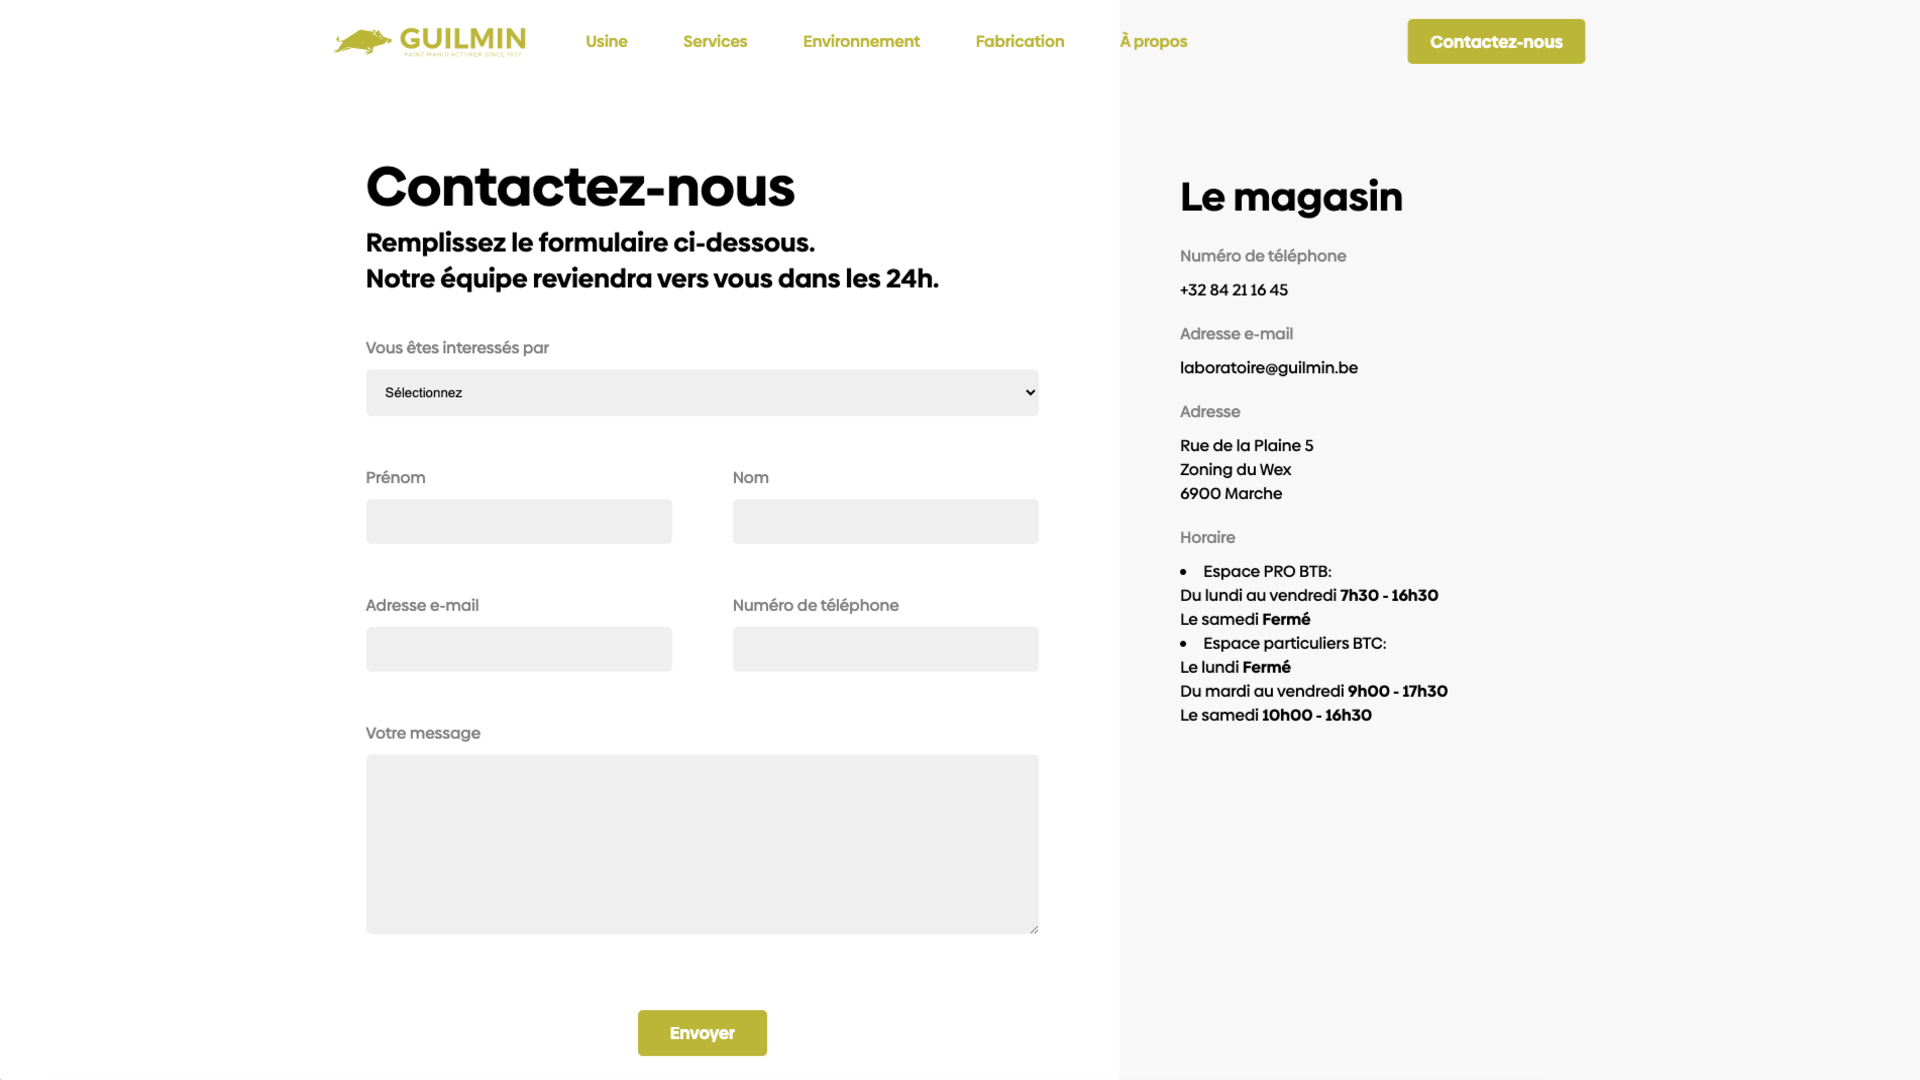 GUILMIN
PAINT MANUFACTURER SINCE 1927
Usine
Services
Environnement
Fabrication
À propos
Contactez-nous
Contactez-nous
Remplissez le formulaire ci-dessous.
Notre équipe reviendra vers vous dans les 24h.
Vous êtes interessés par
Sélectionnez
Prénom
Nom
Adresse e-mail
Numéro de téléphone
Votre message
Envoyer
Le magasin
Numéro de téléphone
+32 84 21 16 45
Adresse e-mail
laboratoire@guilmin.be
Adresse
Rue de la Plaine 5
Zoning du Wex
6900 Marche
Horaire
• Espace PRO BTB:
Du lundi au vendredi 7h30 - 16h30
Le samedi Fermé
• Espace particuliers BTC:
Le lundi Fermé
Du mardi au vendredi 9h00 - 17h30
Le samedi 10h00 - 16h30